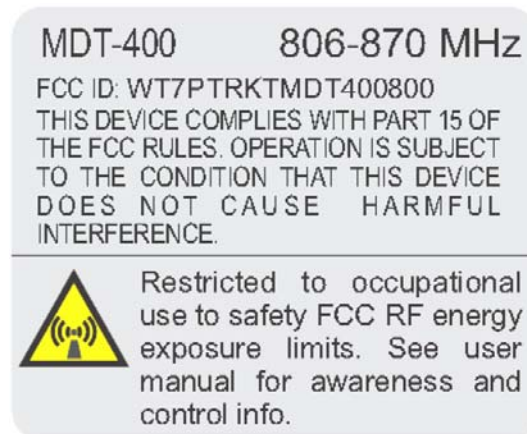 MDT-400 806-870 MHz
FCC ID: WT7PTRKTMDT400800
THIS DEVICE COMPLIES WITH PART 15 OF
THE FCC RULES. OPERATION IS SUBJECT
TO THE CONDITION THAT THIS DEVICE
DOES NOT CAUSE HARMFUL
INTERFERENCE.
Restricted to occupational
use to safety FCC RF energy
exposure limits. See user
manual for awareness and
control info.